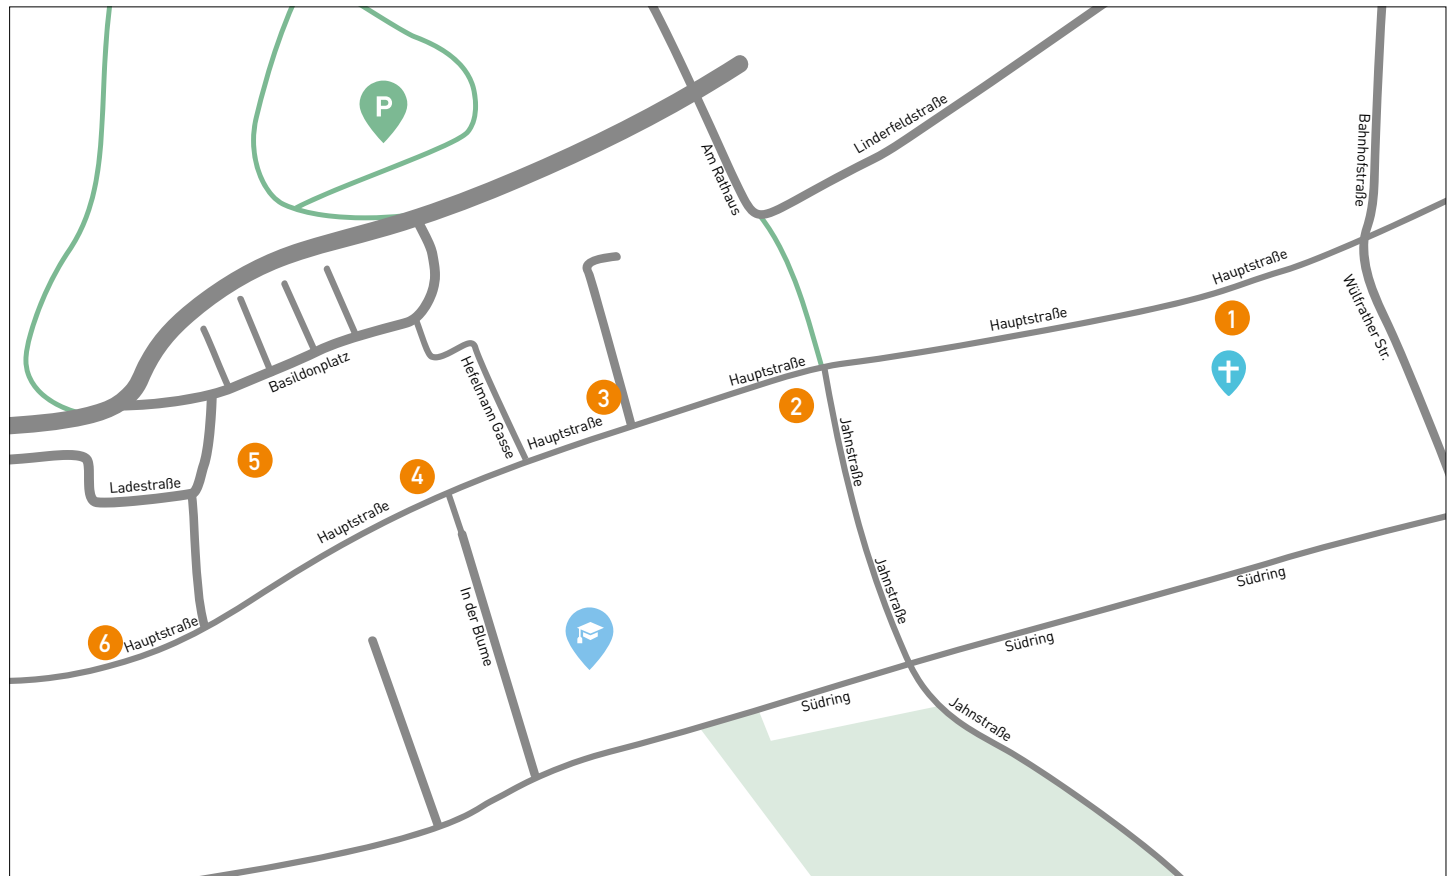 P
Am Rathaus
Linderfeldstraße
Bahnhofstraße
Hauptstraße
Wülfrather Str.
1
Hauptstraße
Basildonplatz
Hefelmann Gasse
Hauptstraße
3
2
Hauptstraße
Jahnstraße
5
4
Ladestraße
Hauptstraße
Jahnstraße
Südring
In der Blume
6
Hauptstraße
Südring
Südring
Jahnstraße